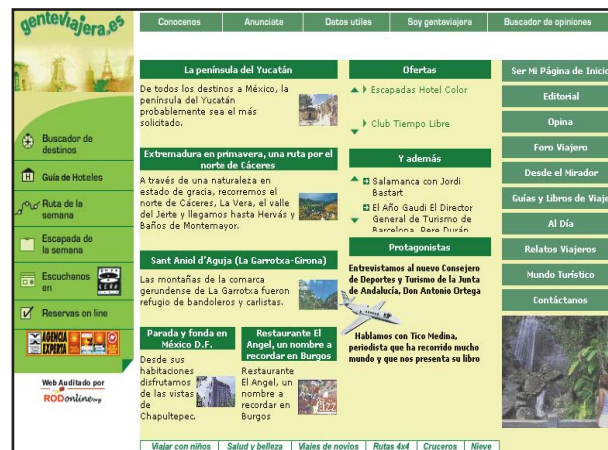 genteviajera.es
Conocenos
Anunciate
Datos utiles
Soy genteviajera
Buscador de opiniones
Buscador de
destinos
Guía de Hoteles
Ruta de la
semana
Escapada de
la semana
Escuchanos
en
Reservas on line
AGENCIA
EXPERTA
Web Auditado por
RODonline.org
La península del Yucatán
De todos los destinos a México, la
península del Yucatán
probablemente sea el más
solicitado.
Extremadura en primavera, una ruta por el
norte de Cáceres
A través de una naturaleza en
estado de gracia, recorremos el
norte de Cáceres, La Vera, el valle
del Jerte y llegamos hasta Hervás y
Baños de Montemayor.
Sant Aniol d'Aguja (La Garrotxa-Girona)
Las montañas de la comarca
gerundense de La Garrotxa fueron
refugio de bandoleros y carlistas.
Parada y fonda en
México D.F.
Desde sus
habitaciones
disfrutamos
de las vistas
de
Chapultepec.
Restaurante El
Angel, un nombre a
recordar en Burgos
Restaurante
El Angel, un
nombre a
recordar en
Burgos
Ofertas
Escapadas Hotel Color
Club Tiempo Libre
Y además
Salamanca con Jordi
Bastart
El Año Gaudi El Director
General de Turismo de
Barcelona, Pere Durán
Protagonistas
Entrevistamos al nuevo Consejero
de Deportes y Turismo de la Junta
de Andalucía, Don Antonio Ortega
Hablamos con Tico Medina,
periodista que ha recorrido mucho
mundo y que nos presenta su libro
Ser Mi Página de Inicio
Editorial
Opina
Foro Viajero
Desde el Mirador
Guías y Libros de Viaje
Al Día
Relatos Viajeros
Mundo Turístico
Contáctanos
Viajar con niños
Salud y belleza
Viajes de novios
Rutas 4x4
Cruceros
Nieve